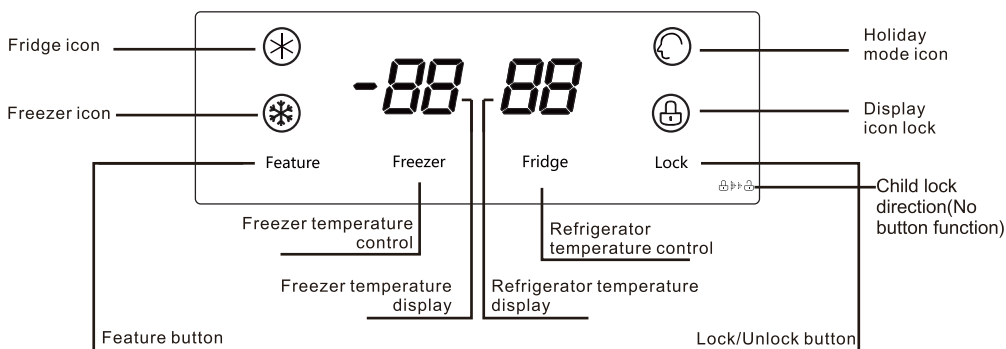 Fridge icon
Freezer icon
-88 88
Holiday
mode icon
Display
icon lock
Feature
Freezer
Fridge
Lock
Child lock
direction(No
button function)
Freezer temperature
control
Refrigerator
temperature control
Freezer temperature
display
Refrigerator temperature
display
Feature button
Lock/Unlock button